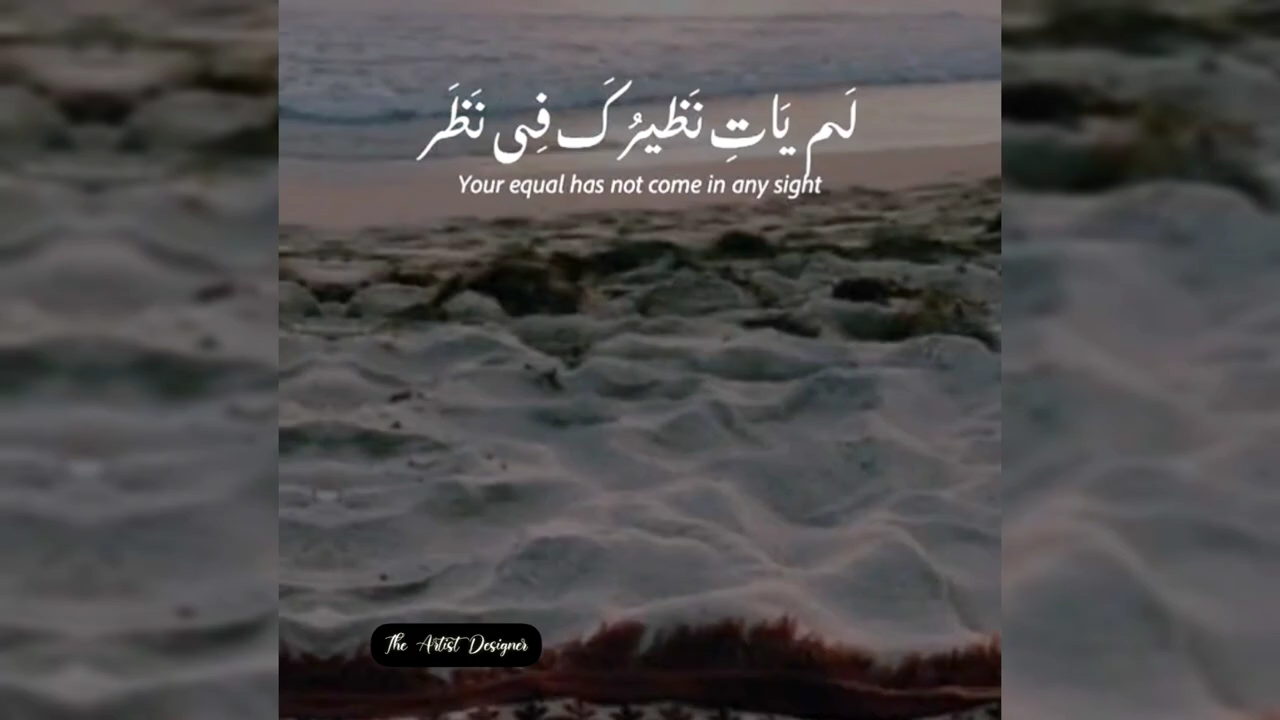 لَم یَاتِ نَظیرُکَ فِی نَظَر
Your equal has not come in any sight
The Artist Designer